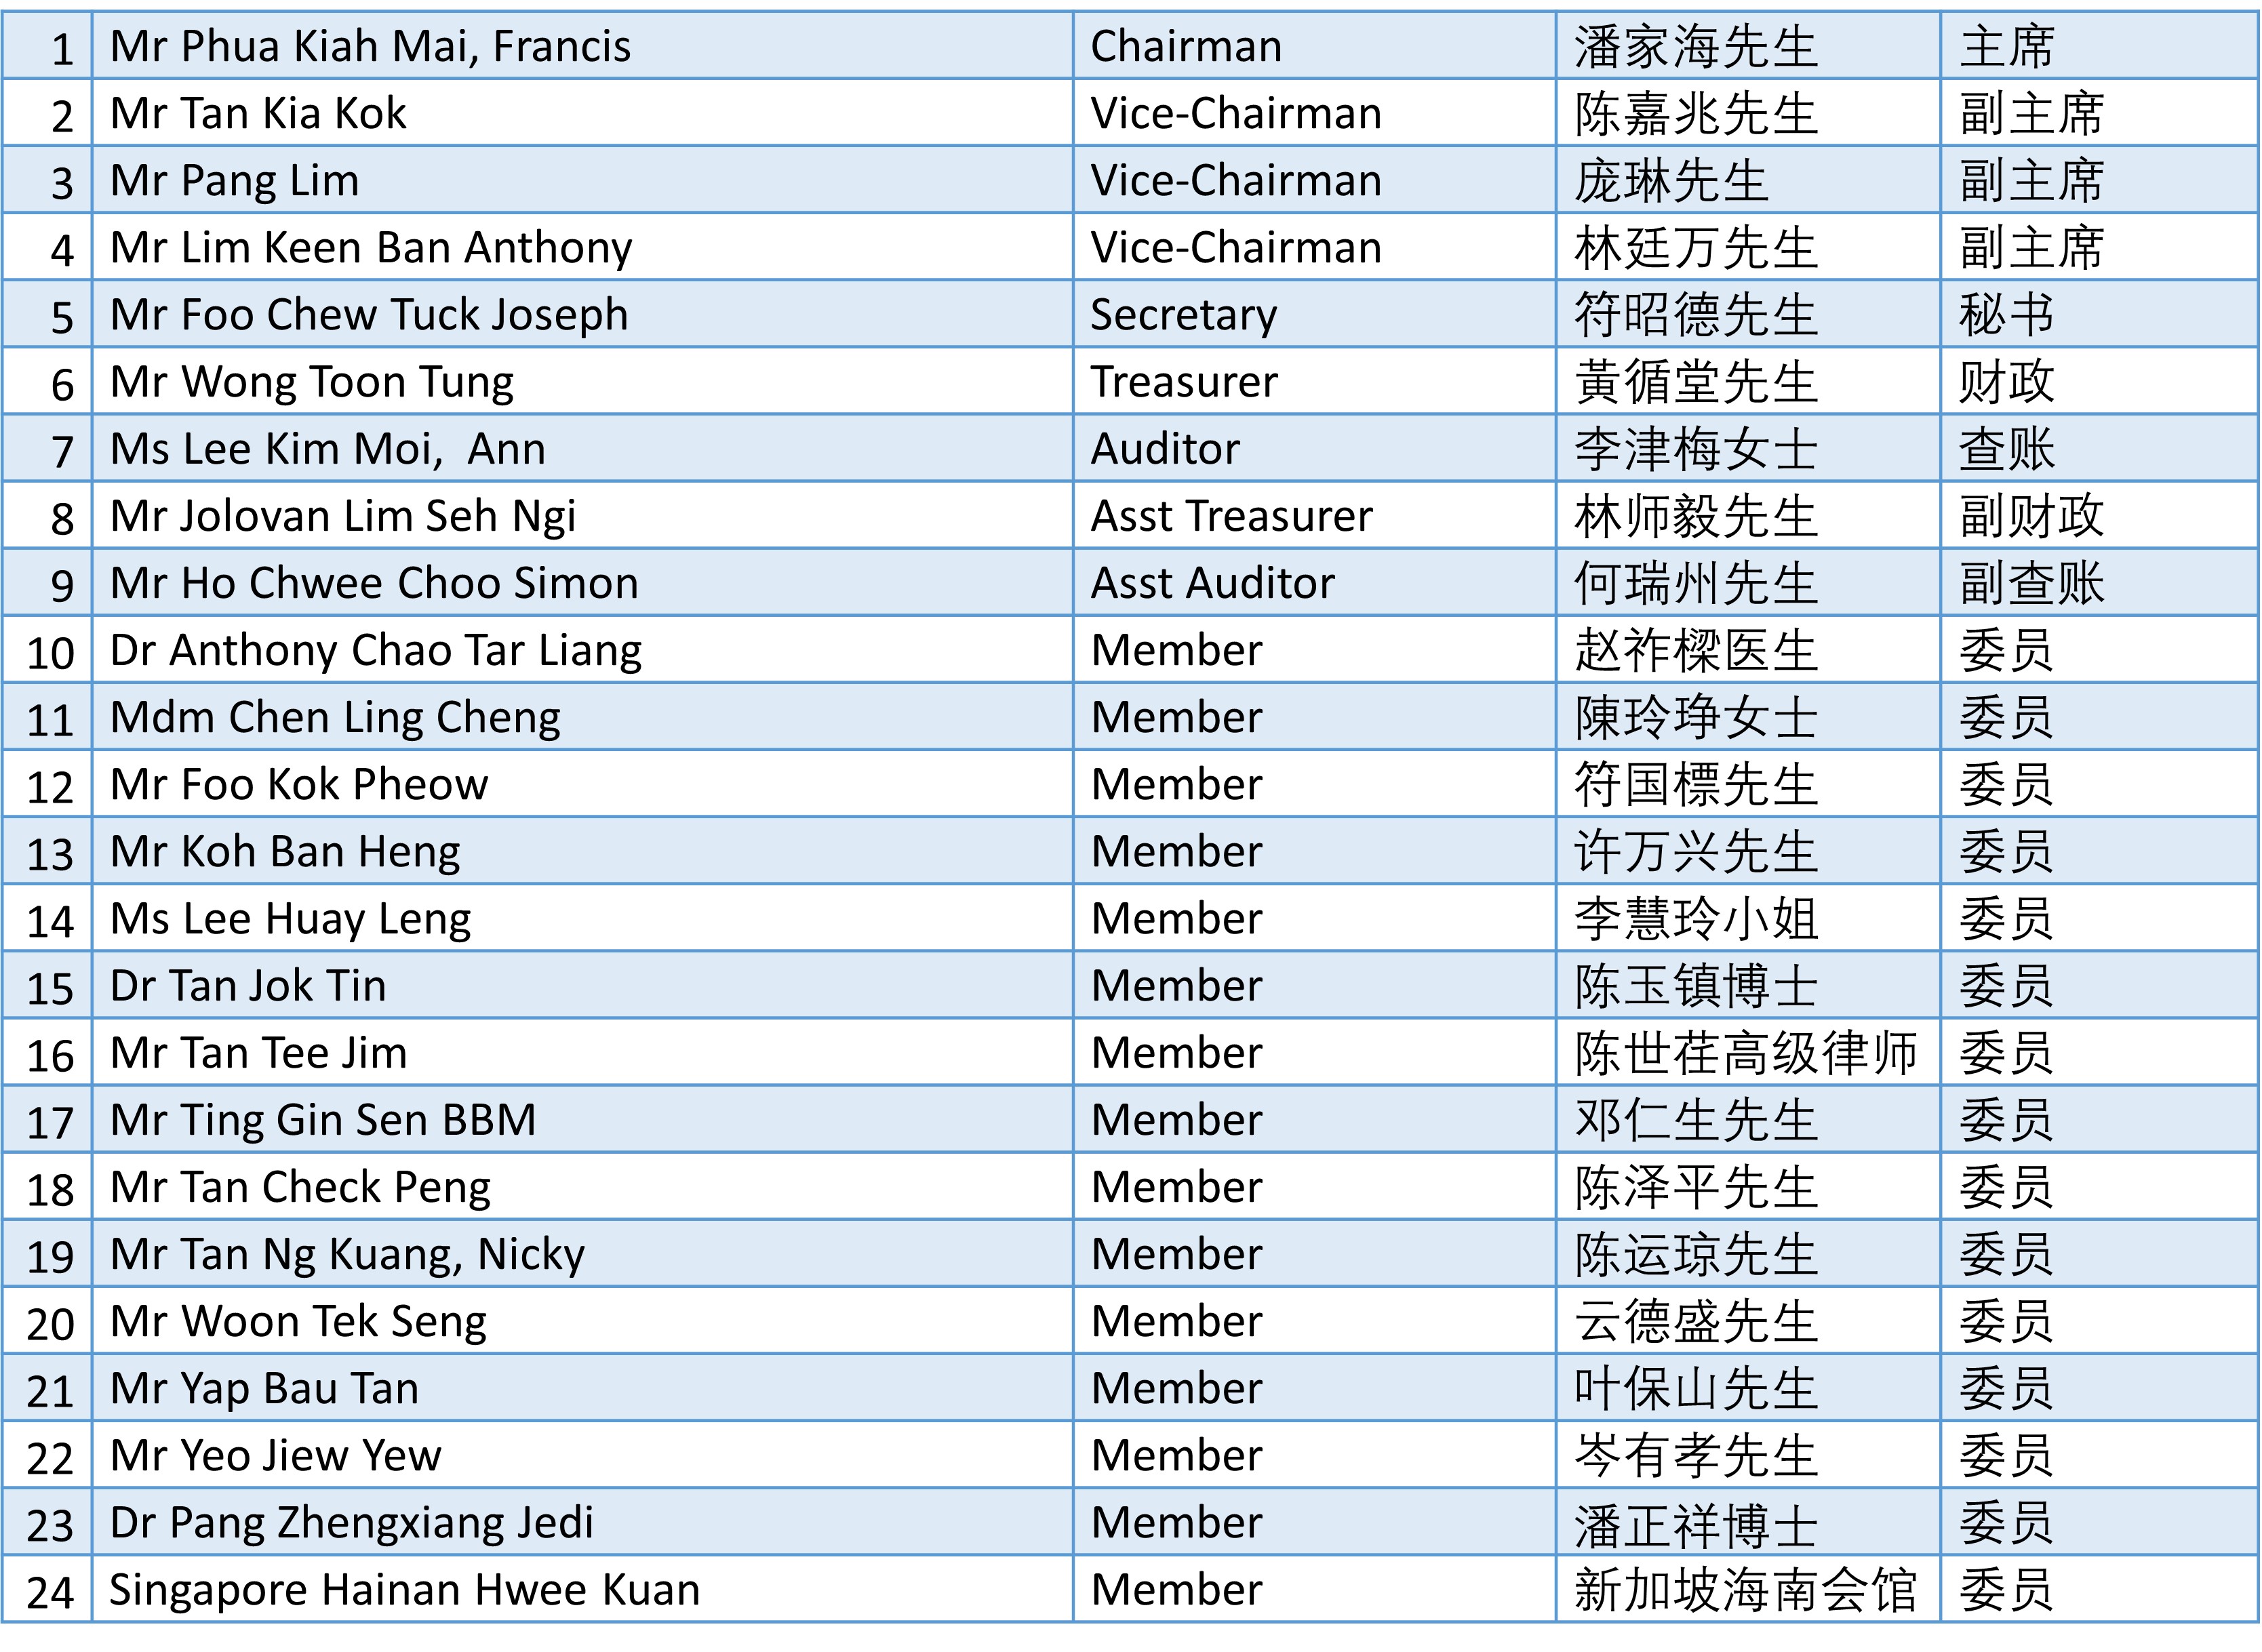 1 Mr Phua Kiah Mai, Francis Chairman 潘家海先生 主席
2 Mr Tan Kia Kok Vice-Chairman 陈嘉兆先生 副主席
3 Mr Pang Lim Vice-Chairman 庞琳先生 副主席
4 Mr Lim Keen Ban Anthony Vice-Chairman 林廷万先生 副主席
5 Mr Foo Chew Tuck Joseph Secretary 符昭德先生 秘书
6 Mr Wong Toon Tung Treasurer 黃循堂先生 财政
7 Ms Lee Kim Moi,  Ann Auditor 李津梅女士 查账
8 Mr Jolovan Lim Seh Ngi Asst Treasurer 林师毅先生 副财政
9 Mr Ho Chwee Choo Simon Asst Auditor 何瑞州先生 副查账
10 Dr Anthony Chao Tar Liang Member 赵祚樑医生 委员
11 Mdm Chen Ling Cheng Member 陳玲琤女士 委员
12 Mr Foo Kok Pheow Member 符国標先生 委员
13 Mr Koh Ban Heng Member 许万兴先生 委员
14 Ms Lee Huay Leng Member 李慧玲小姐 委员
15 Dr Tan Jok Tin Member 陈玉镇博士 委员
16 Mr Tan Tee Jim Member 陈世荏高级律师 委员
17 Mr Ting Gin Sen BBM Member 邓仁生先生 委员
18 Mr Tan Check Peng Member 陈泽平先生 委员
19 Mr Tan Ng Kuang, Nicky Member 陈运琼先生 委员
20 Mr Woon Tek Seng Member 云德盛先生 委员
21 Mr Yap Bau Tan Member 叶保山先生 委员
22 Mr Yeo Jiew Yew Member 岑有孝先生 委员
23 Dr Pang Zhengxiang Jedi Member 潘正祥博士 委员
24 Singapore Hainan Hwee Kuan Member 新加坡海南会馆 委员